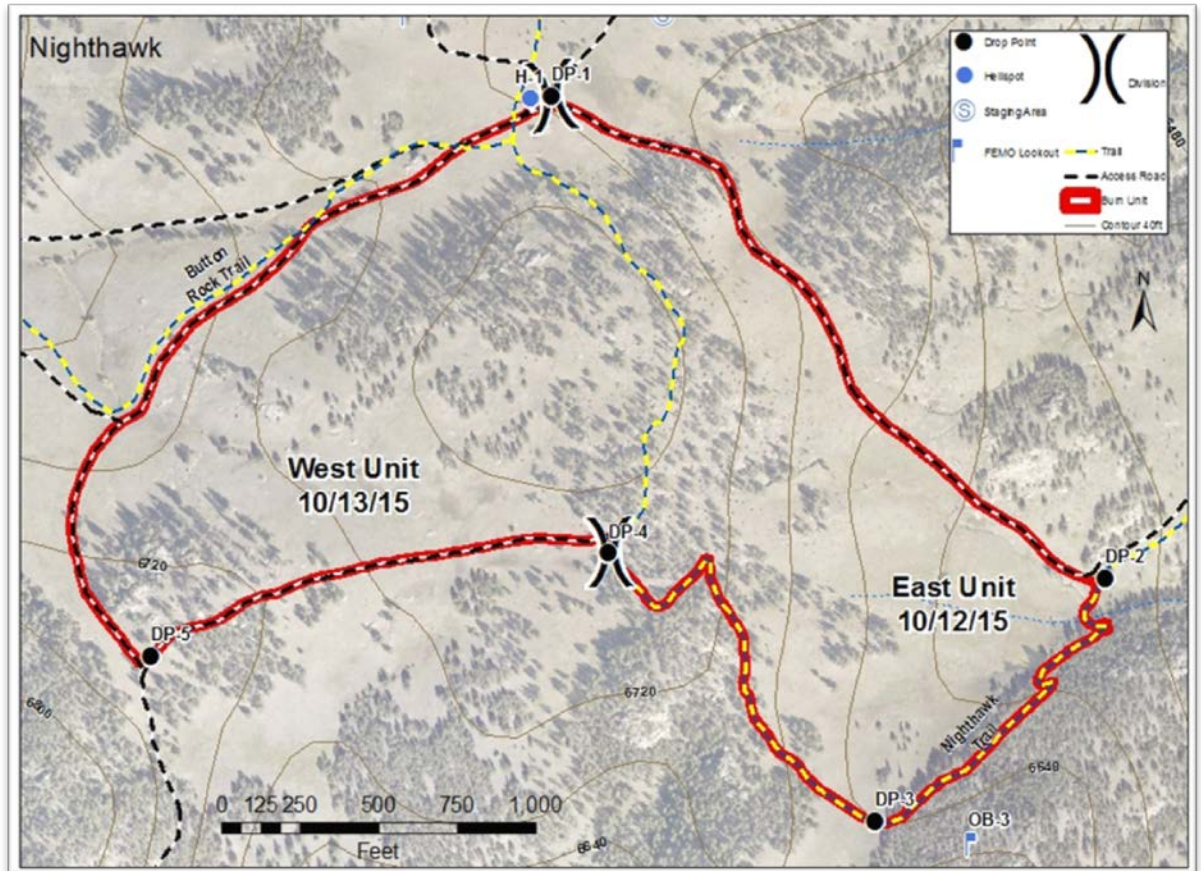 Nighthawk
H-1
DP-1
Drop Point
Helispot
Division
Staging Area
FEMO Lookout
Trail
Access Road
Burn Unit
Contour 40ft
6480
N
Button
Rock Trail
West Unit
10/13/15
DP-4
DP-2
6720
East Unit
10/12/15
DP-5
6720
6800
Nighthawk
Trail
6640
DP-3
OB-3
0 125 250 500 750 1,000
Feet
6640